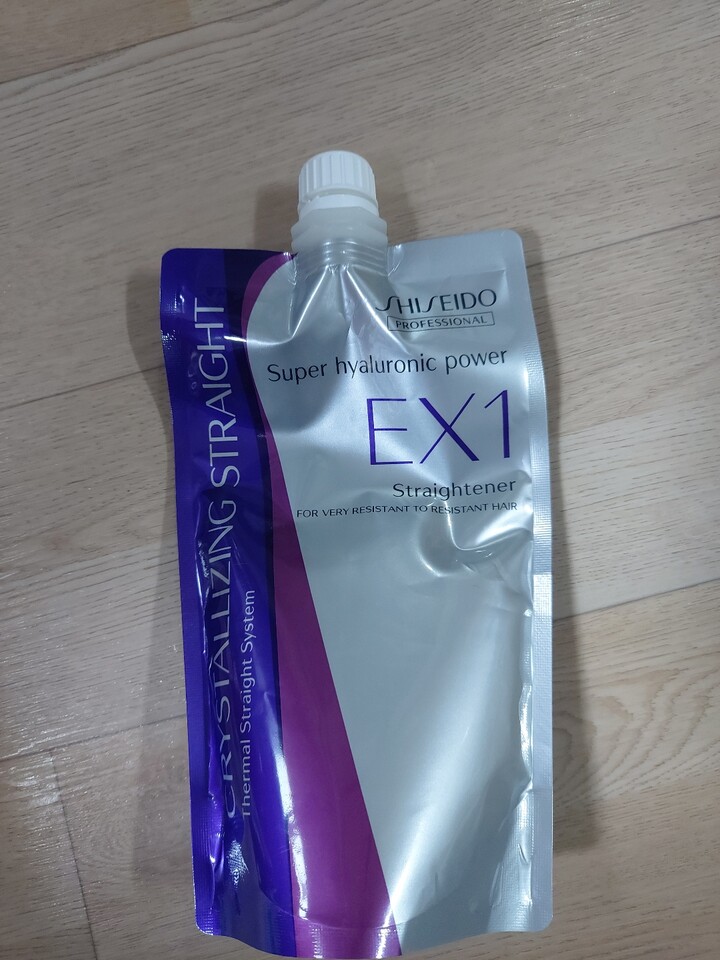 SHISEIDO
PROFESSIONAL
Super hyaluronic power
EX1
Straightener
FOR VERY RESISTANT TO RESISTANT HAIR
CRYSTALLIZING STRAIGHT
Thermal Straight System